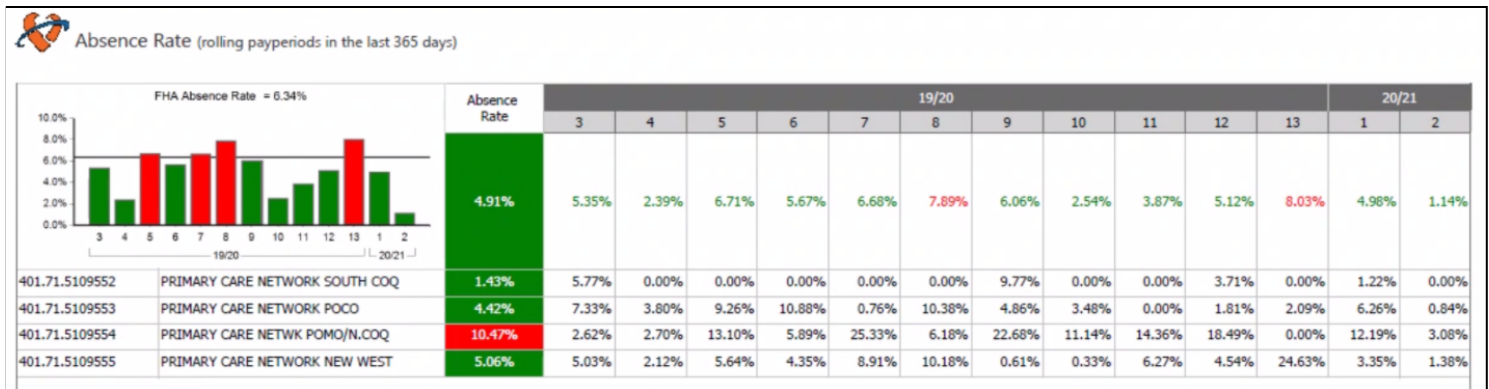 Absence Rate (rolling payperiods in the last 365 days)
FHA Absence Rate = 6.34%
10.0%
8.0%
6.0%
4.0%
2.0%
0.0%
3 4 5 6 7 8 9 10 11 12 13 1 2
19/20 20/21
Absence
Rate
19/20 20/21
3 4 5 6 7 8 9 10 11 12 13 1 2
4.91% 5.35% 2.39% 6.71% 5.67% 6.68% 7.89% 6.06% 2.54% 3.87% 5.12% 8.03% 4.98% 1.14%
401.71.5109552 PRIMARY CARE NETWORK SOUTH COQ 1.43% 5.77% 0.00% 0.00% 0.00% 0.00% 0.00% 9.77% 0.00% 0.00% 3.71% 0.00% 1.22% 0.00%
401.71.5109553 PRIMARY CARE NETWORK POCO 4.42% 7.33% 3.80% 9.26% 10.88% 0.76% 10.38% 4.86% 3.48% 0.00% 1.81% 2.09% 6.26% 0.84%
401.71.5109554 PRIMARY CARE NETWK POMO/N.COQ 10.47% 2.62% 2.70% 13.10% 5.89% 25.33% 6.18% 22.68% 11.14% 14.36% 18.49% 0.00% 12.19% 3.08%
401.71.5109555 PRIMARY CARE NETWORK NEW WEST 5.06% 5.03% 2.12% 5.64% 4.35% 8.91% 10.18% 0.61% 0.33% 6.27% 4.54% 24.63% 3.35% 1.38%